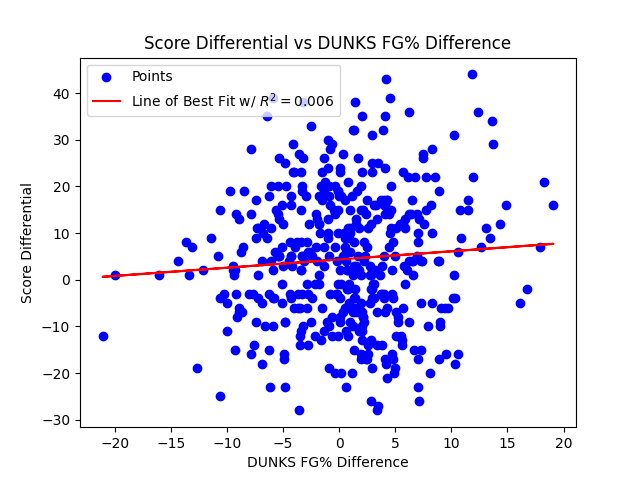 Score Differential vs DUNKS FG% Difference
Points
Line of Best Fit w/ R² = 0.006
Score Differential
40
30
20
10
0
−10
−20
−30
−20 −15 −10 −5 0 5 10 15 20
DUNKS FG% Difference